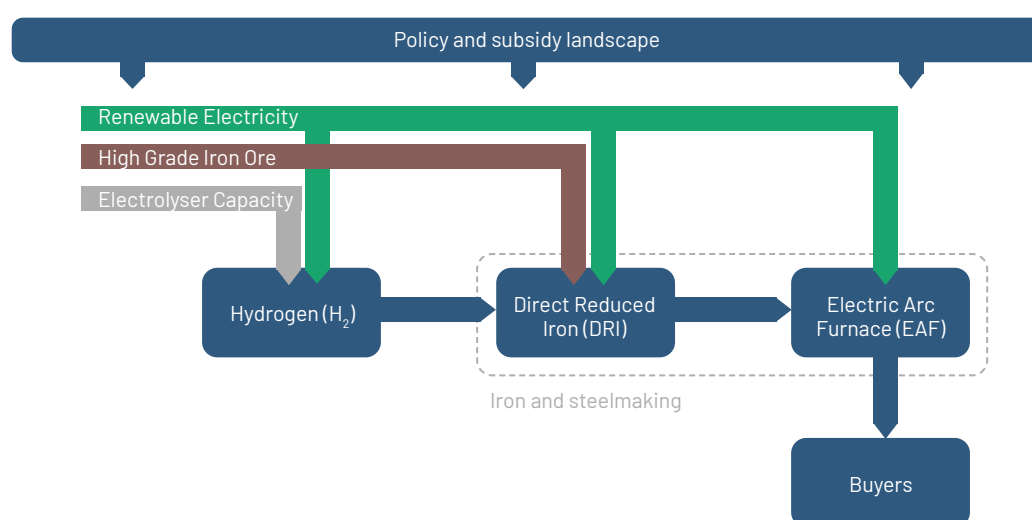 Policy and subsidy landscape
Renewable Electricity
High Grade Iron Ore
Electrolyser Capacity
Hydrogen (H₂)
Direct Reduced
Iron (DRI)
Electric Arc
Furnace (EAF)
Iron and steelmaking
Buyers